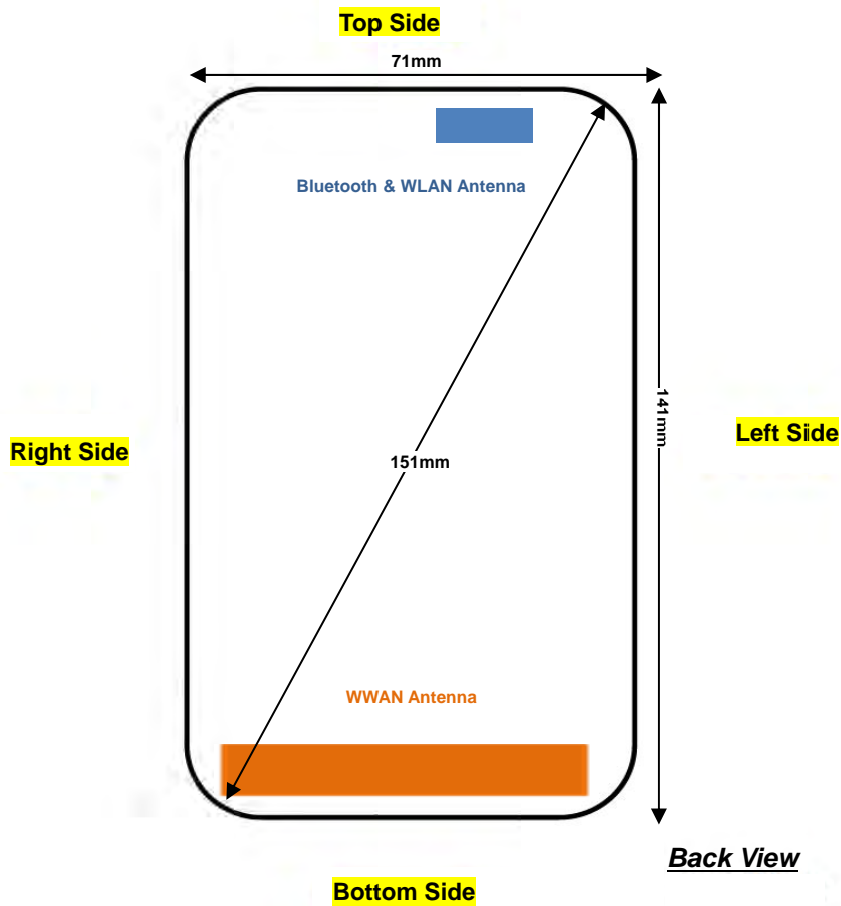 Top Side
71mm
Bluetooth & WLAN Antenna
141mm
Right Side
Left Side
151mm
WWAN Antenna
Back View
Bottom Side